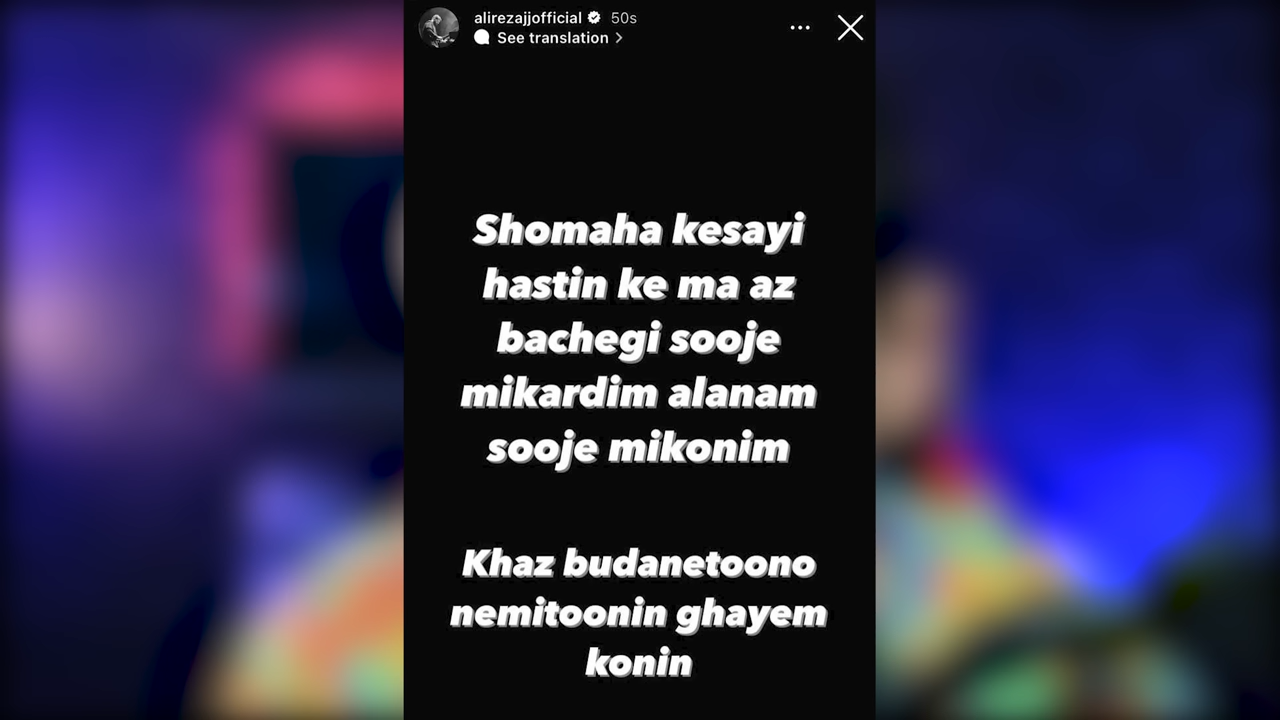 alirezajjofficial 50s
See translation
Shomaha kesayi
hastin ke ma az
bachegi sooje
mikardim alanam
sooje mikonim
Khaz budanetoono
nemitoonin ghayem
konin